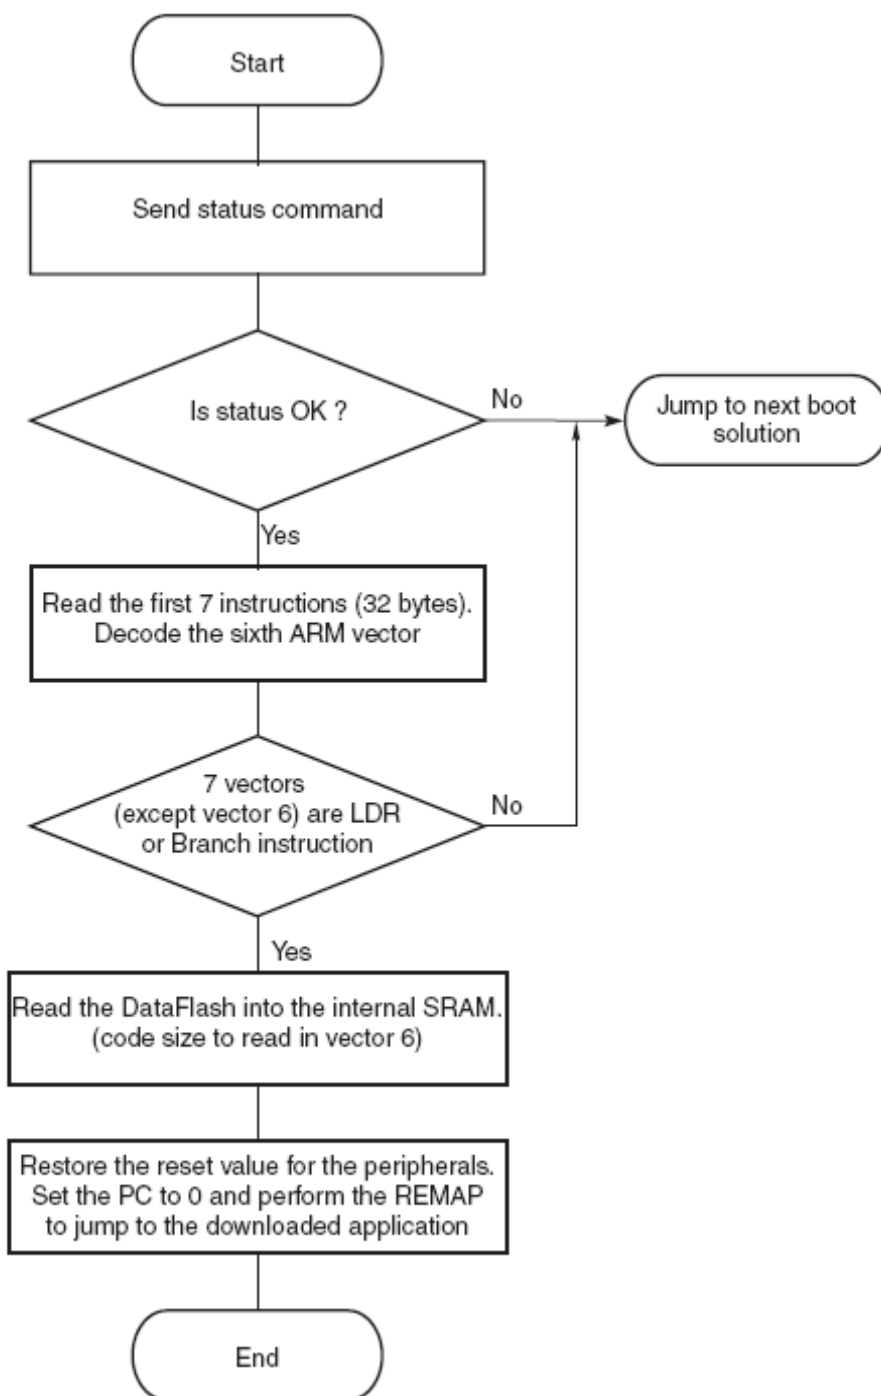 Start
Send status command
Is status OK ?
No
Jump to next boot
solution
Yes
Read the first 7 instructions (32 bytes).
Decode the sixth ARM vector
7 vectors
(except vector 6) are LDR
or Branch instruction
No
Yes
Read the DataFlash into the internal SRAM.
(code size to read in vector 6)
Restore the reset value for the peripherals.
Set the PC to 0 and perform the REMAP
to jump to the downloaded application
End